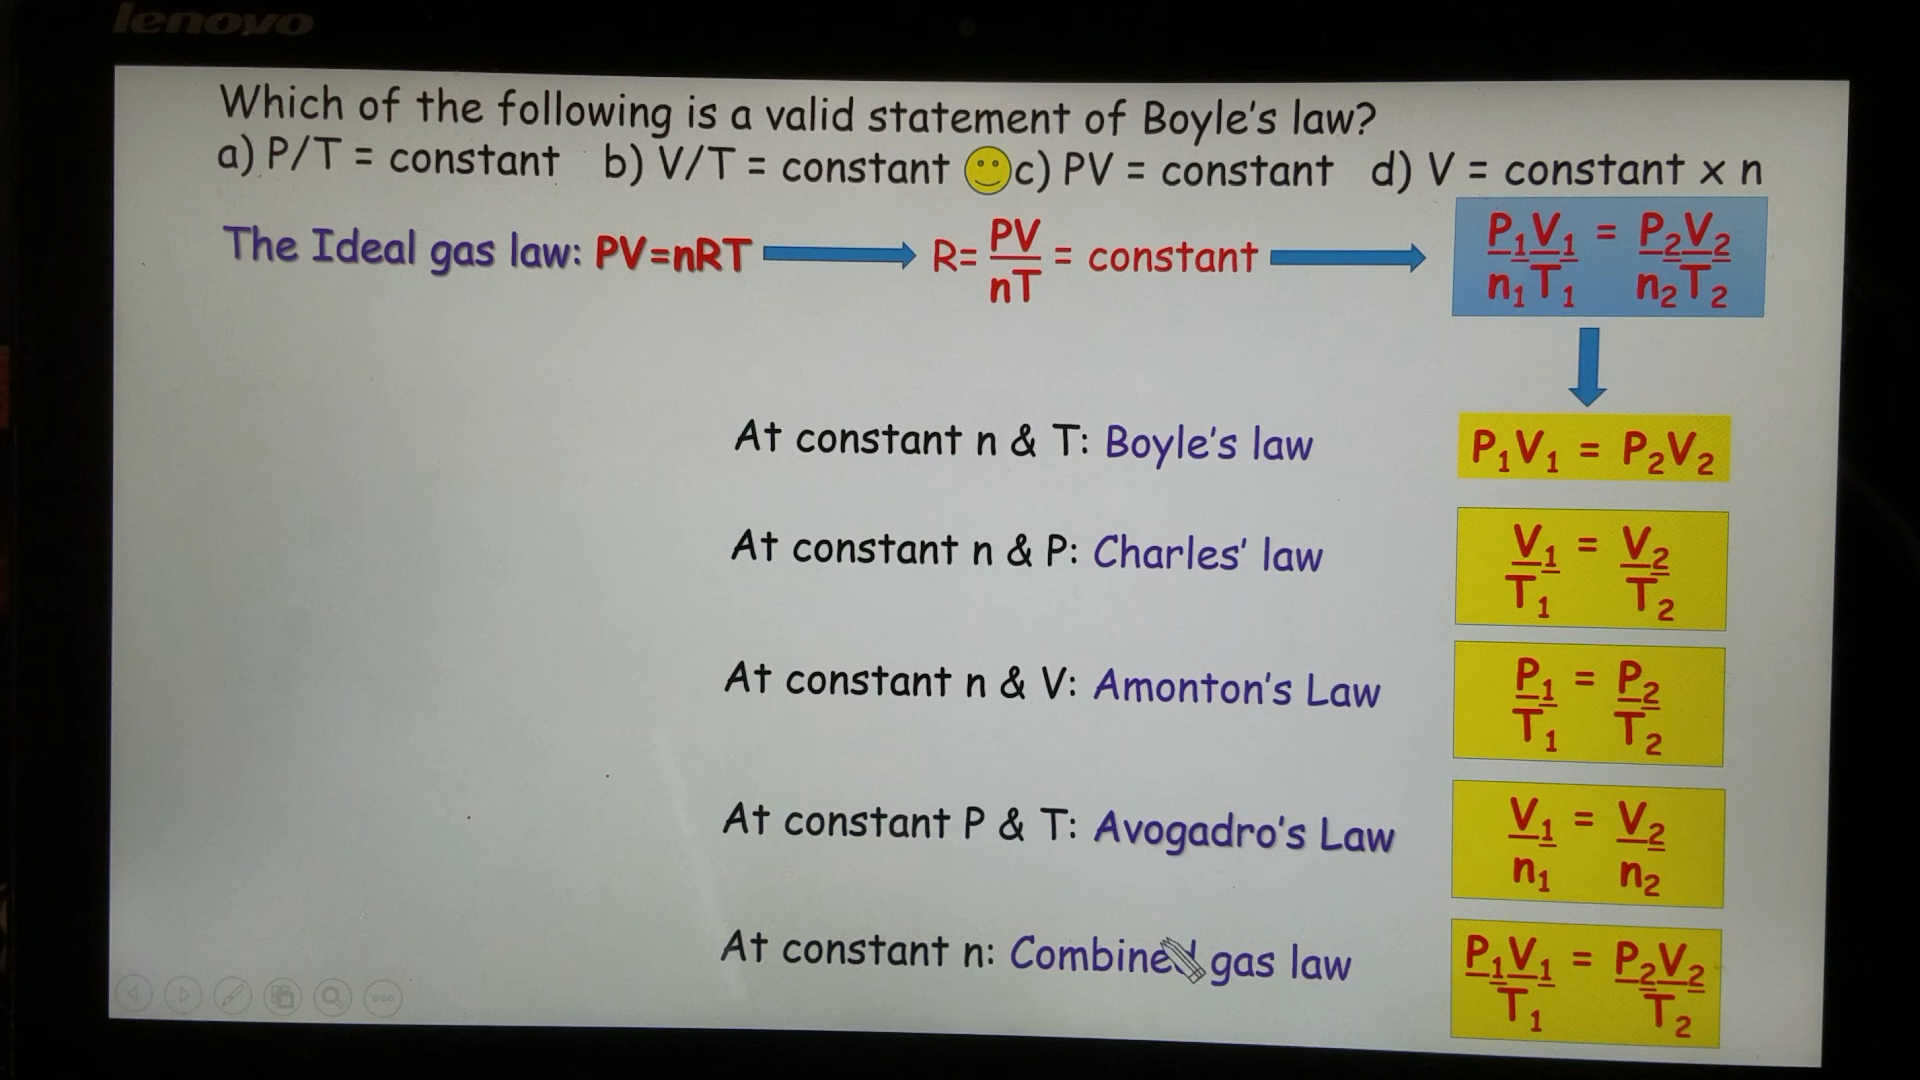 lenovo
Which of the following is a valid statement of Boyle's law?
a) P/T = constant b) V/T = constant c) PV = constant d) V = constant x n
The Ideal gas law: PV=nRT R= PV/nT = constant P₁V₁/n₁T₁ = P₂V₂/n₂T₂
At constant n & T: Boyle's law P₁V₁ = P₂V₂
At constant n & P: Charles' law V₁/T₁ = V₂/T₂
At constant n & V: Amonton's Law P₁/T₁ = P₂/T₂
At constant P & T: Avogadro's Law V₁/n₁ = V₂/n₂
At constant n: Combined gas law P₁V₁/T₁ = P₂V₂/T₂